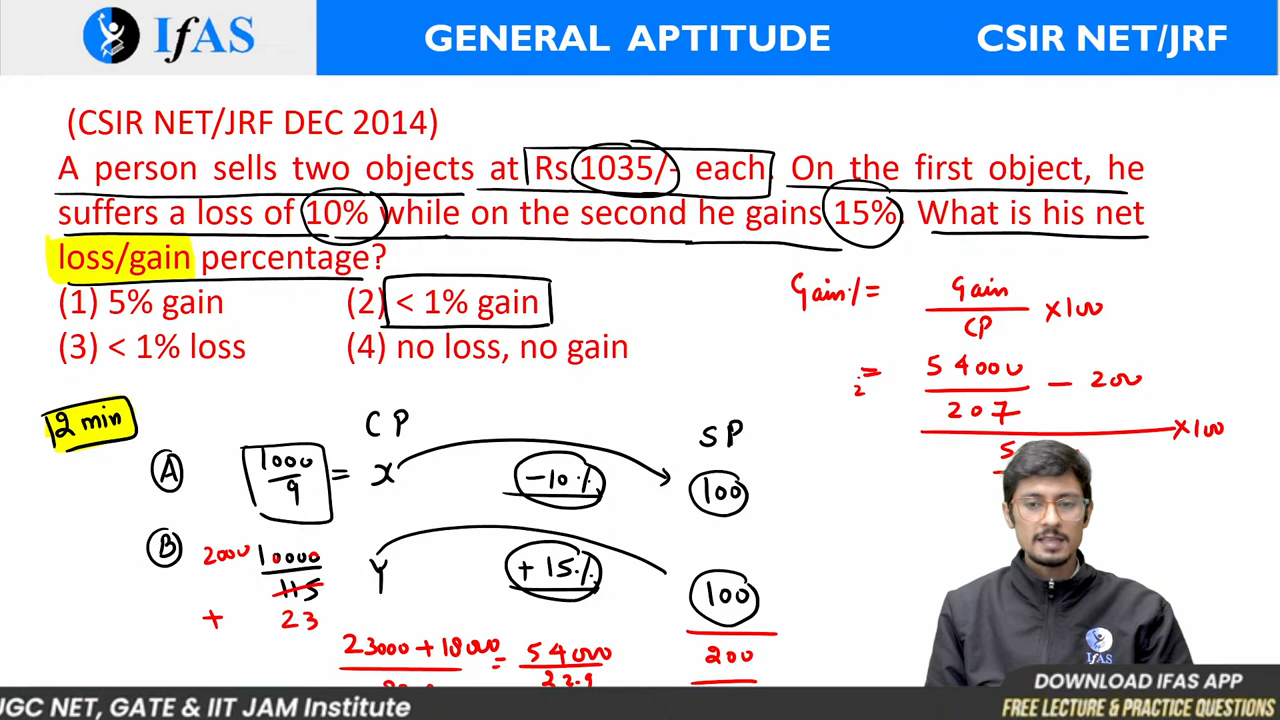 IfAS GENERAL APTITUDE CSIR NET/JRF
(CSIR NET/JRF DEC 2014)
A person sells two objects at Rs 1035/- each. On the first object, he
suffers a loss of 10% while on the second he gains 15%. What is his net
loss/gain percentage?
(1) 5% gain (2) < 1% gain
(3) < 1% loss (4) no loss, no gain
Gain% = Gain / CP ×100
= 54000 / 207 - 200
×100
12 min
CP SP
A 1000/9 = x -10% 100
B 10000/115 Y +15% 100
2000
+ 23
23000 + 18000 = 54000
200
IfAS
DOWNLOAD IFAS APP
UGC NET, GATE & IIT JAM Institute FREE LECTURE & PRACTICE QUESTIONS